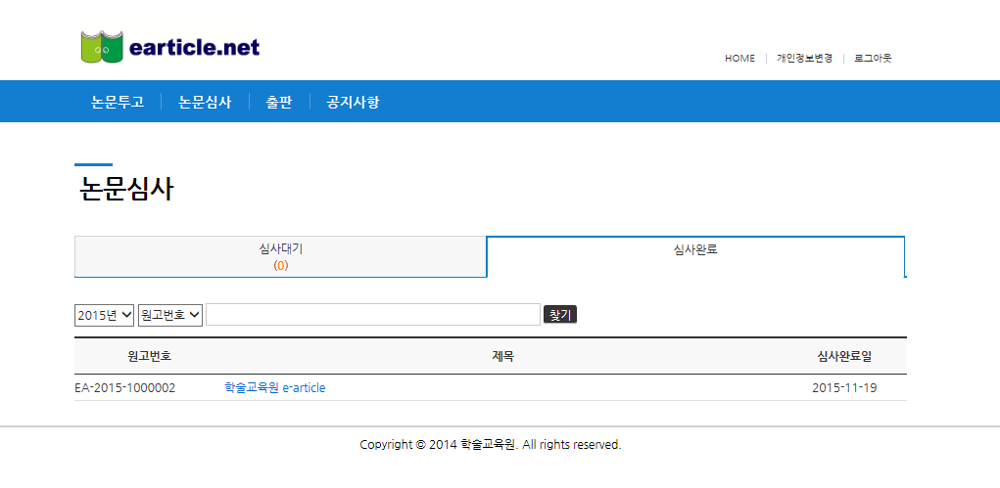 earticle.net
HOME | 개인정보변경 | 로그아웃
논문투고 | 논문심사 | 출판 | 공지사항
논문심사
심사대기
(0)
심사완료
2015년 원고번호 찾기
원고번호 제목 심사완료일
EA-2015-1000002 학술교육원 e-article 2015-11-19
Copyright © 2014 학술교육원. All rights reserved.